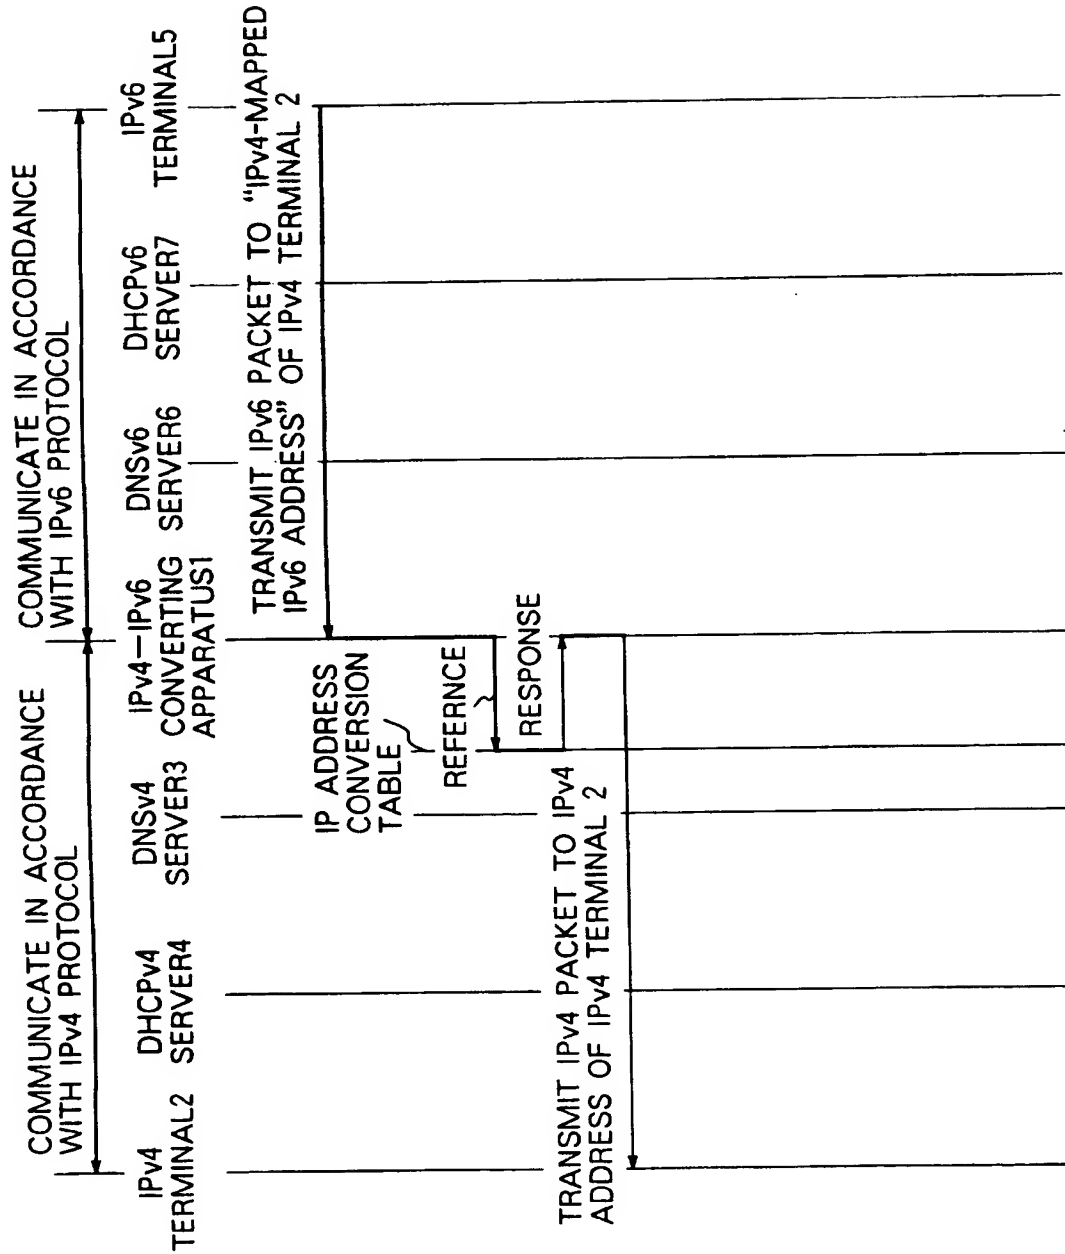 COMMUNICATE IN ACCORDANCE
WITH IPv4 PROTOCOL
COMMUNICATE IN ACCORDANCE
WITH IPv6 PROTOCOL
IPv4
TERMINAL2
DHCPv4
SERVER4
DNSv4
SERVER3
IPv4-IPv6
CONVERTING
APPARATUS1
DNSv6
SERVER6
DHCPv6
SERVER7
IPv6
TERMINAL5
TRANSMIT IPv6 PACKET TO "IPv4-MAPPED
IPv6 ADDRESS" OF IPv4 TERMINAL 2
IP ADDRESS
CONVERSION
TABLE
REFERNCE
RESPONSE
TRANSMIT IPv4 PACKET TO IPv4
ADDRESS OF IPv4 TERMINAL 2